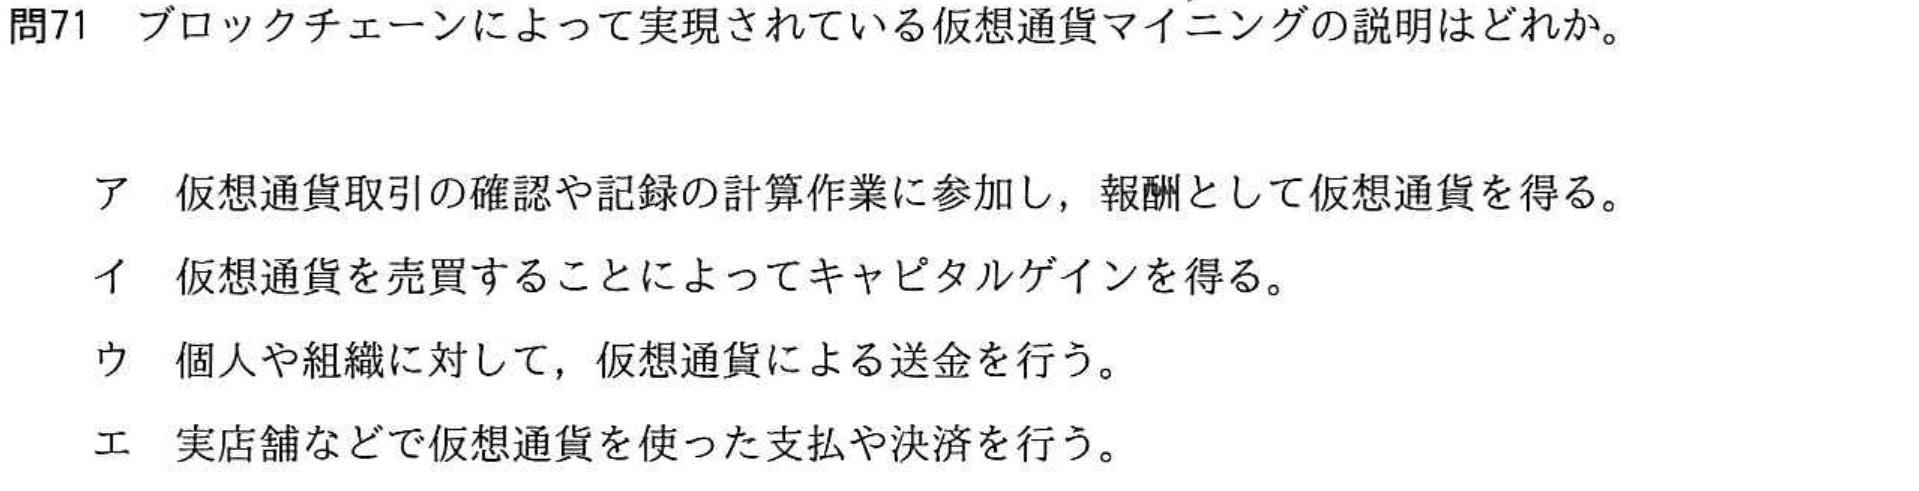 問71　ブロックチェーンによって実現されている仮想通貨マイニングの説明はどれか。
ア　仮想通貨取引の確認や記録の計算作業に参加し，報酬として仮想通貨を得る。
イ　仮想通貨を売買することによってキャピタルゲインを得る。
ウ　個人や組織に対して，仮想通貨による送金を行う。
エ　実店舗などで仮想通貨を使った支払や決済を行う。